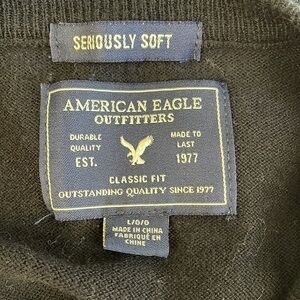 SERIOUSLY SOFT
AMERICAN EAGLE
OUTFITTERS
DURABLE QUALITY
MADE TO LAST
EST.
1977
CLASSIC FIT
OUTSTANDING QUALITY SINCE 1977
L/G/G
MADE IN CHINA
FABRIQUÉ EN
CHINE